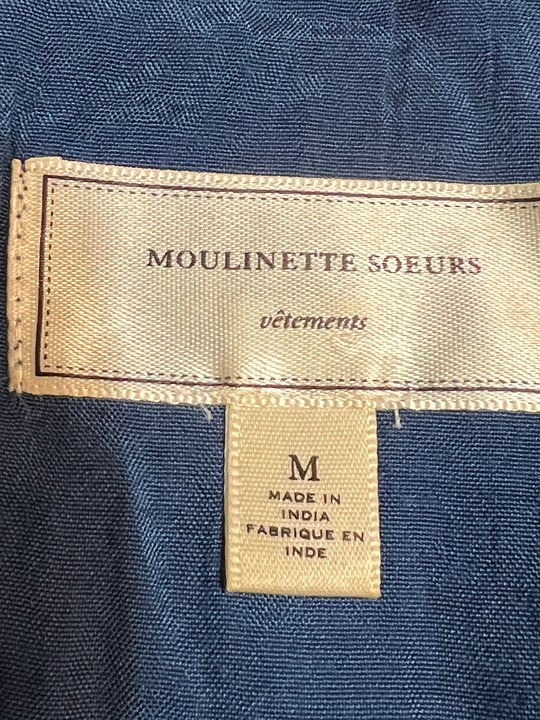 MOULINETTE SOEURS
vêtements
M
MADE IN
INDIA
FABRIQUE EN
INDE